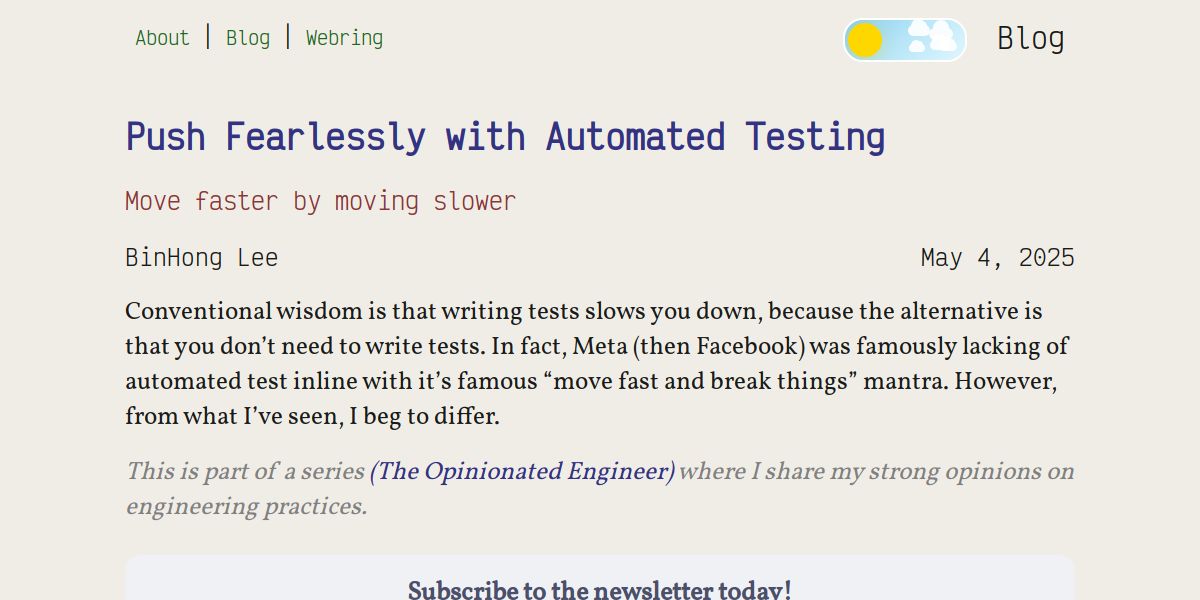 About | Blog | Webring
Blog
Push Fearlessly with Automated Testing
Move faster by moving slower
BinHong Lee
May 4, 2025
Conventional wisdom is that writing tests slows you down, because the alternative is
that you don’t need to write tests. In fact, Meta (then Facebook) was famously lacking of
automated test inline with it’s famous “move fast and break things” mantra. However,
from what I’ve seen, I beg to differ.
This is part of a series (The Opinionated Engineer) where I share my strong opinions on
engineering practices.
Subscribe to the newsletter today!